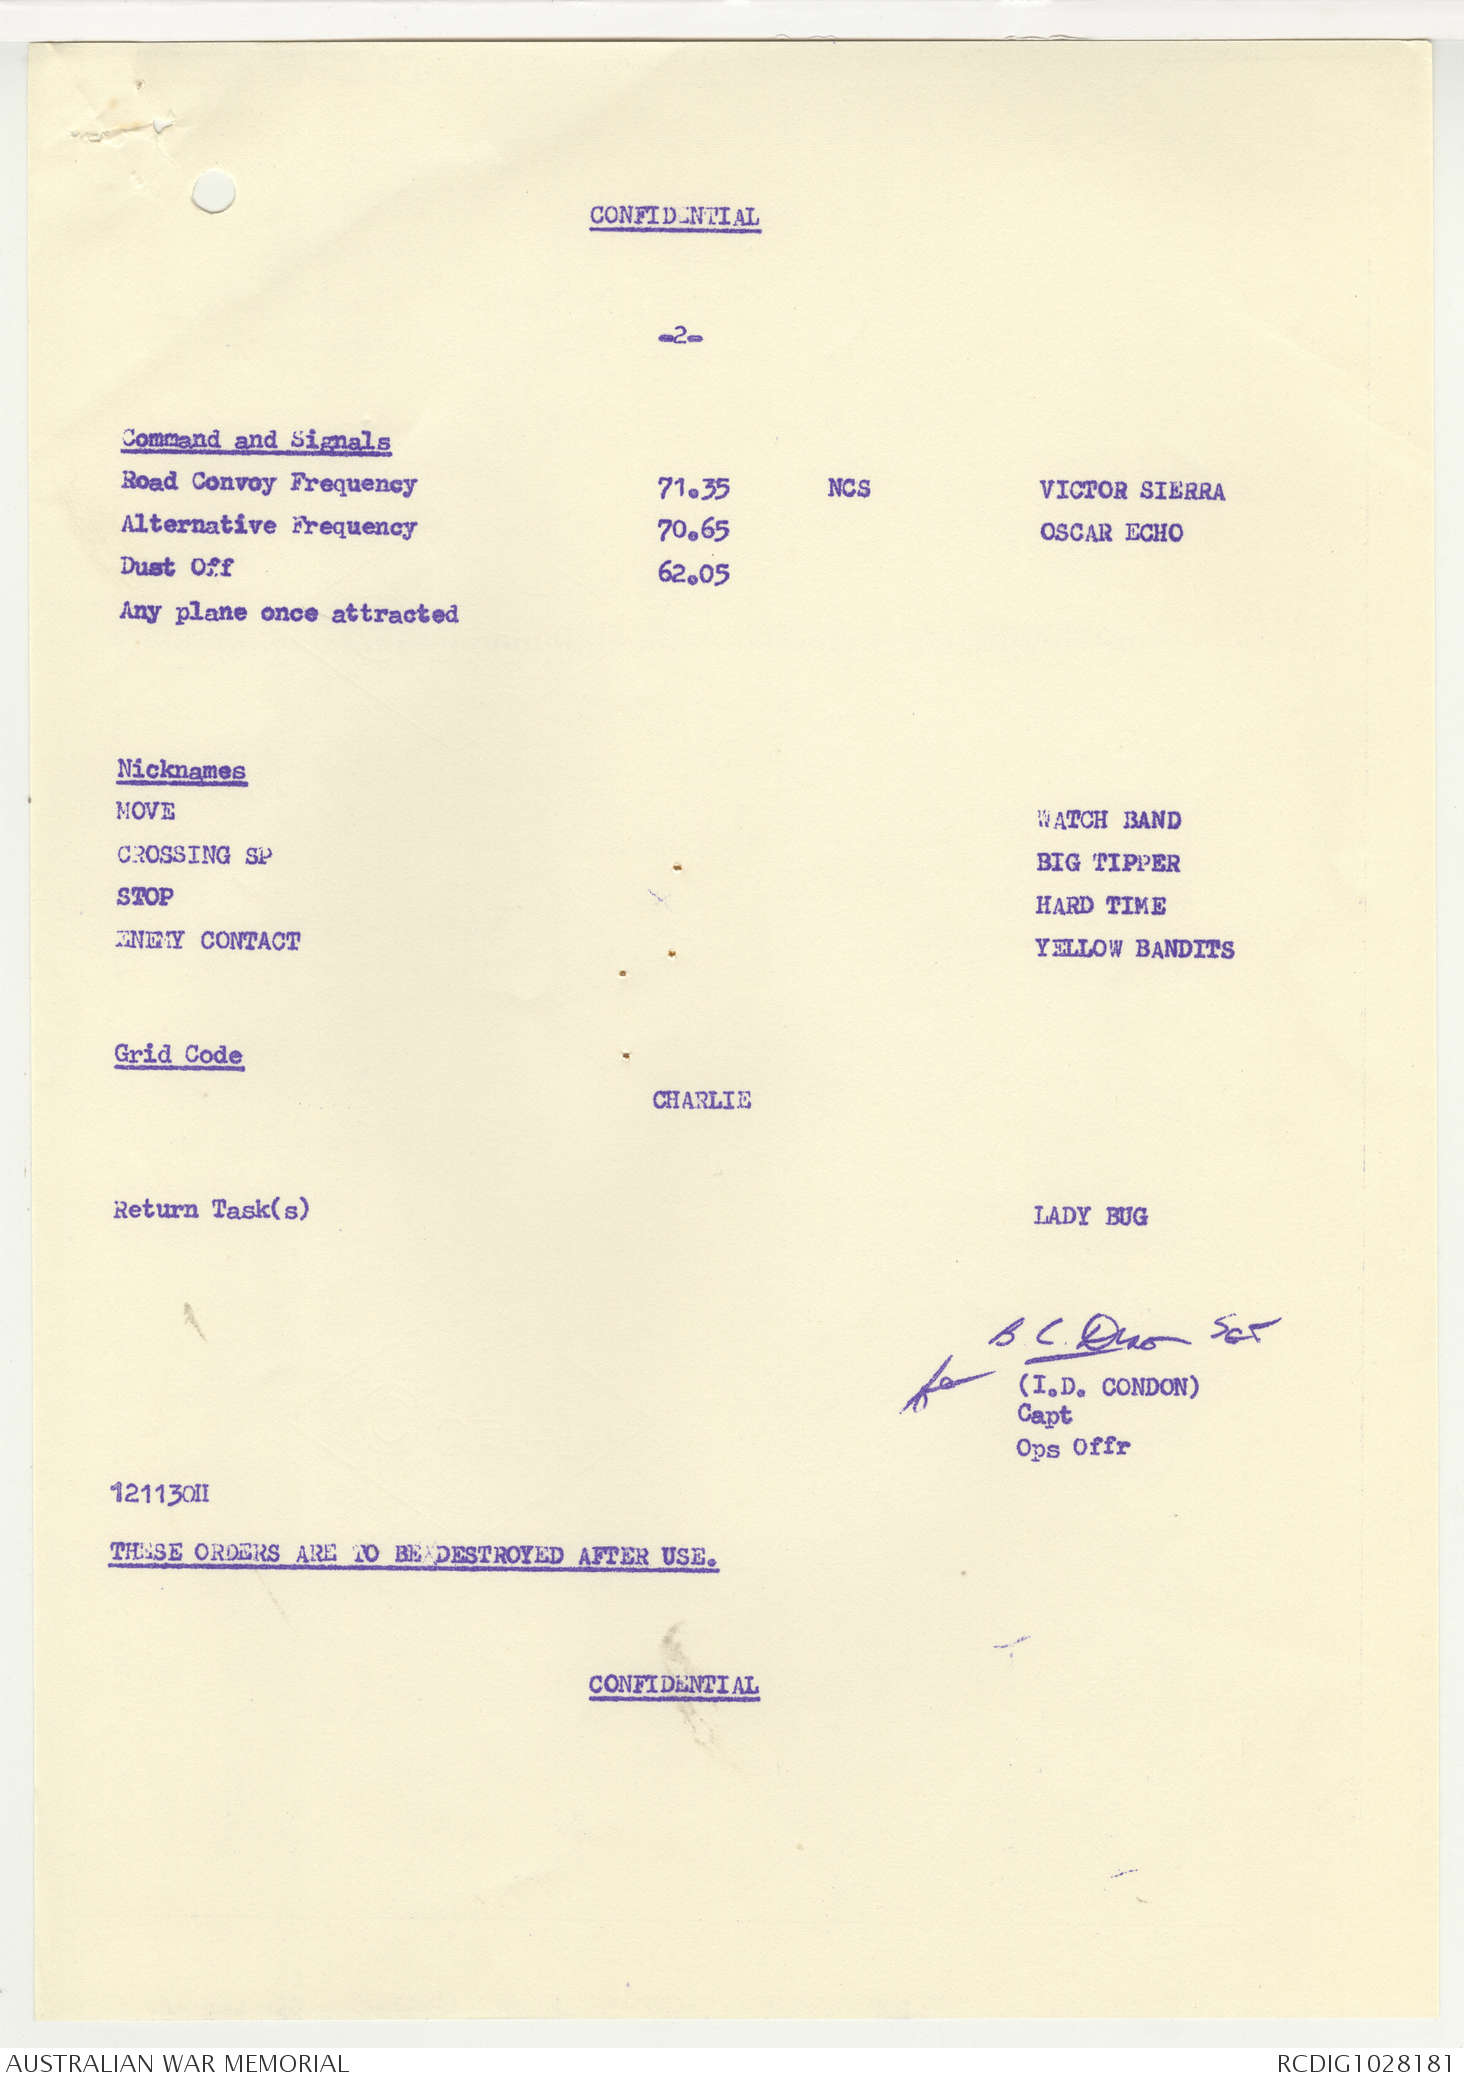 CONFIDENTIAL
-2-
Command and Signals
Road Convoy Frequency 71.35 NCS VICTOR SIERRA
Alternative Frequency 70.65 OSCAR ECHO
Dust Off 62.05
Any plane once attracted
Nicknames
MOVE WATCH BAND
CROSSING SP BIG TIPPER
STOP HARD TIME
ENEMY CONTACT YELLOW BANDITS
Grid Code
CHARLIE
Return Task(s) LADY BUG
B C. Sgt
for (I.D. CONDON)
Capt
Ops Offr
121130H
THESE ORDERS ARE TO BE DESTROYED AFTER USE.
CONFIDENTIAL
AUSTRALIAN WAR MEMORIAL RCDIG1028181